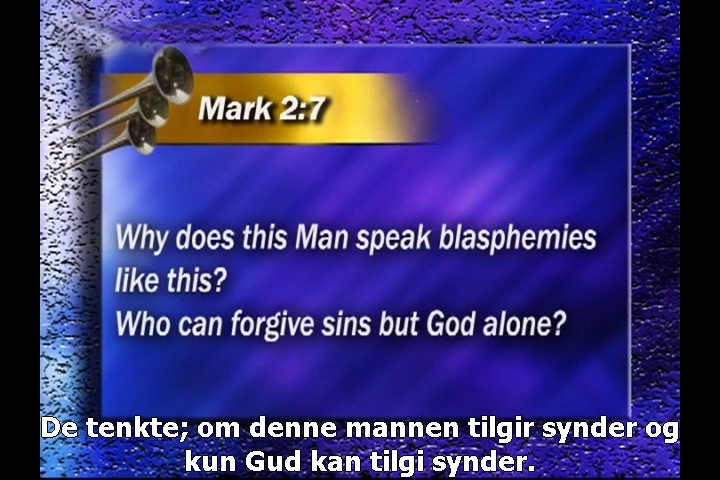 Mark 2:7
Why does this Man speak blasphemies
like this?
Who can forgive sins but God alone?
De tenkte; om denne mannen tilgir synder og
kun Gud kan tilgi synder.